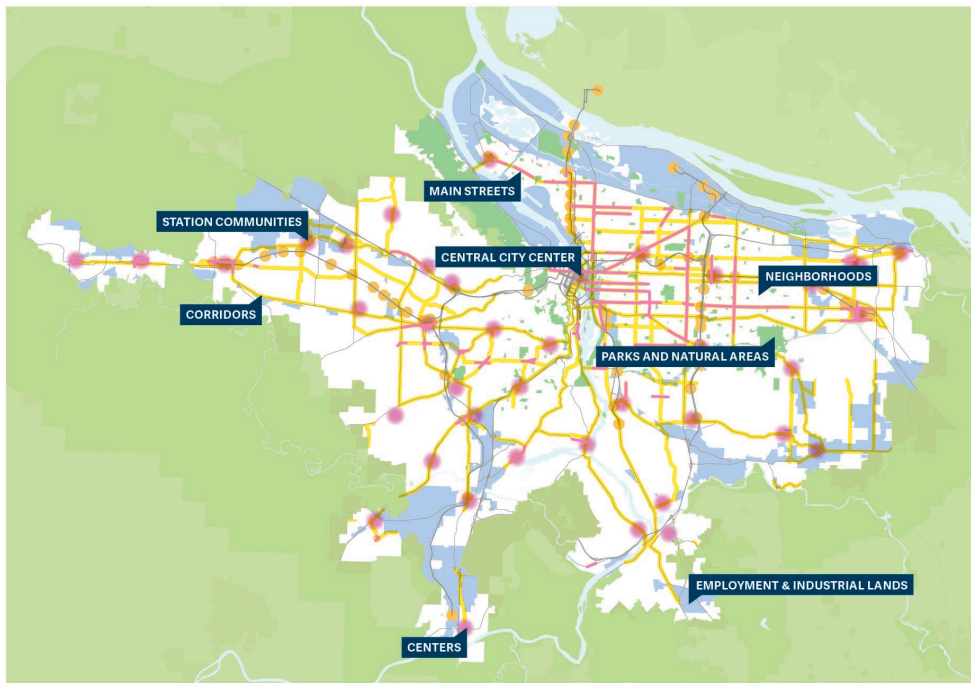 MAIN STREETS
STATION COMMUNITIES
CENTRAL CITY CENTER
NEIGHBORHOODS
CORRIDORS
PARKS AND NATURAL AREAS
EMPLOYMENT & INDUSTRIAL LANDS
CENTERS